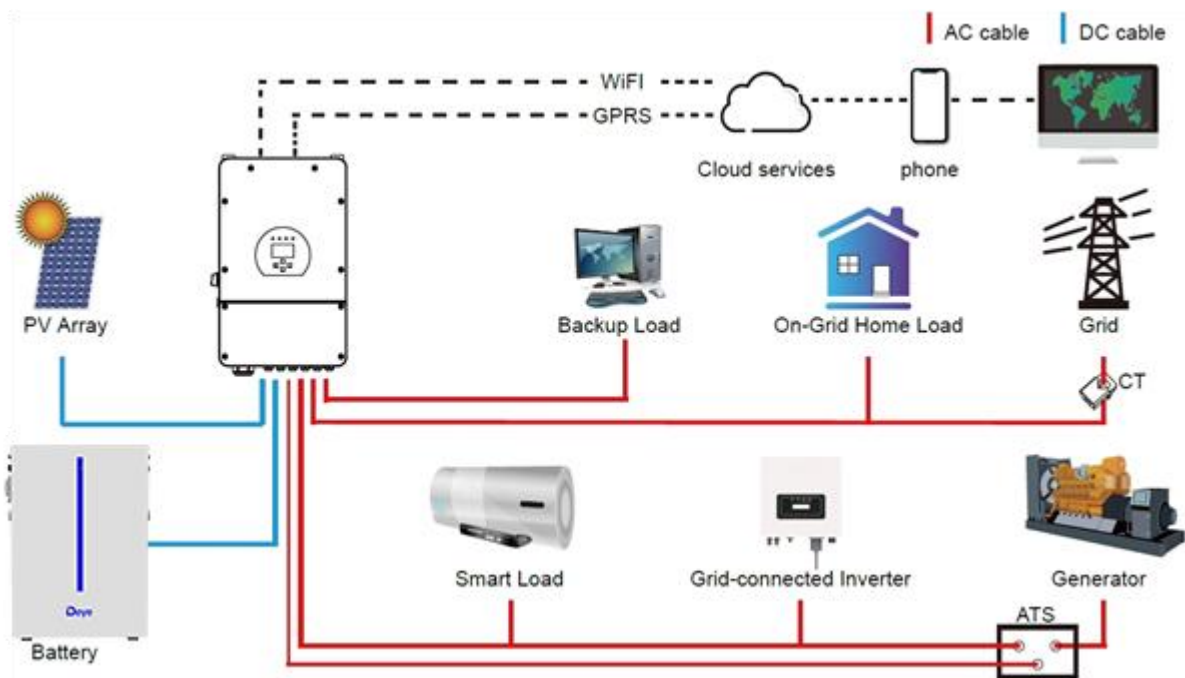 AC cable
DC cable
WiFI
GPRS
Cloud services
phone
PV Array
Backup Load
On-Grid Home Load
Grid
CT
Smart Load
Grid-connected Inverter
Generator
ATS
Deye
Battery